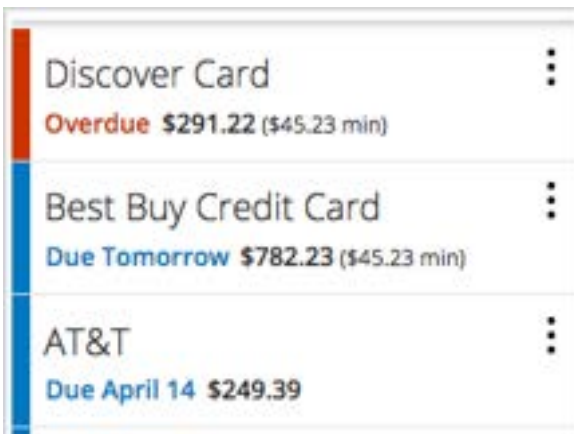 Discover Card
Overdue $291.22 ($45.23 min)
Best Buy Credit Card
Due Tomorrow $782.23 ($45.23 min)
AT&T
Due April 14 $249.39